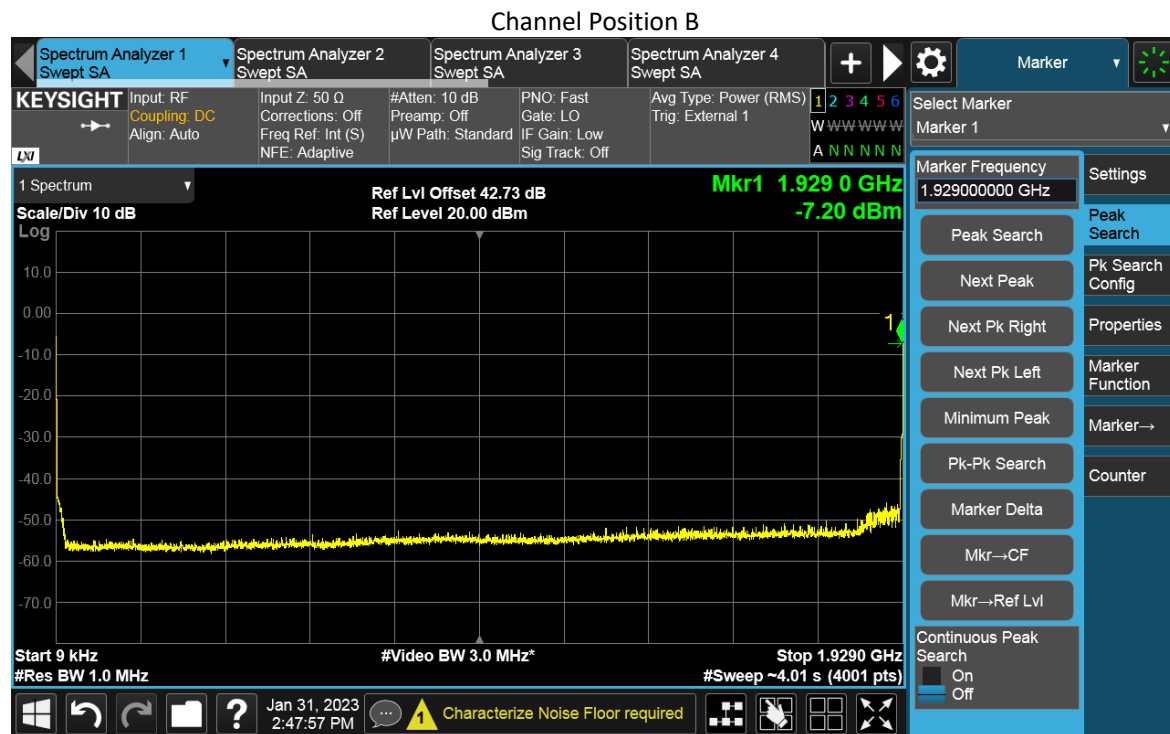 Channel Position B
Spectrum Analyzer 1
Swept SA
Spectrum Analyzer 2
Swept SA
Spectrum Analyzer 3
Swept SA
Spectrum Analyzer 4
Swept SA
+
Marker
KEYSIGHT
LXI
Input: RF
Coupling: DC
Align: Auto
Input Z: 50 Ω
Corrections: Off
Freq Ref: Int (S)
NFE: Adaptive
#Atten: 10 dB
Preamp: Off
µW Path: Standard
PNO: Fast
Gate: LO
IF Gain: Low
Sig Track: Off
Avg Type: Power (RMS)
Trig: External 1
1 2 3 4 5 6
W W W W W W
A N N N N N
Select Marker
Marker 1
1 Spectrum
Scale/Div 10 dB
Log
Ref Lvl Offset 42.73 dB
Ref Level 20.00 dBm
Mkr1 1.929 0 GHz
-7.20 dBm
10.0
0.00
-10.0
-20.0
-30.0
-40.0
-50.0
-60.0
-70.0
1
Start 9 kHz
#Res BW 1.0 MHz
#Video BW 3.0 MHz*
Stop 1.9290 GHz
#Sweep ~4.01 s (4001 pts)
Marker Frequency
1.929000000 GHz
Peak Search
Next Peak
Next Pk Right
Next Pk Left
Minimum Peak
Pk-Pk Search
Marker Delta
Mkr→CF
Mkr→Ref Lvl
Continuous Peak
Search
On
Off
Settings
Peak
Search
Pk Search
Config
Properties
Marker
Function
Marker→
Counter
?
Jan 31, 2023
2:47:57 PM
Characterize Noise Floor required